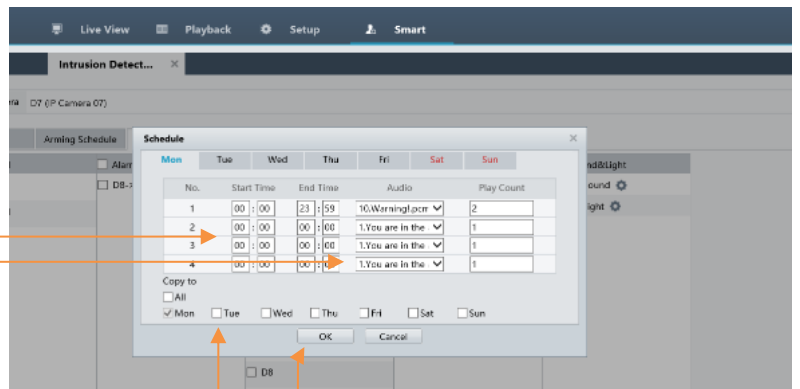 Live View Playback Setup Smart
Intrusion Detect... ×
era D7 (IP Camera 07)
Arming Schedule
Schedule ×
Alarm nd&Light
Mon Tue Wed Thu Fri Sat Sun
D8-> ound
No. Start Time End Time Audio Play Count
ight
1 00 : 00 23 : 59 10.Warning!.pcm 2
2 00 : 00 00 : 00 1.You are in the 1
3 00 : 00 00 : 00 1.You are in the 1
4 00 : 00 00 : 00 1.You are in the 1
Copy to
All
Mon Tue Wed Thu Fri Sat Sun
OK Cancel
D8